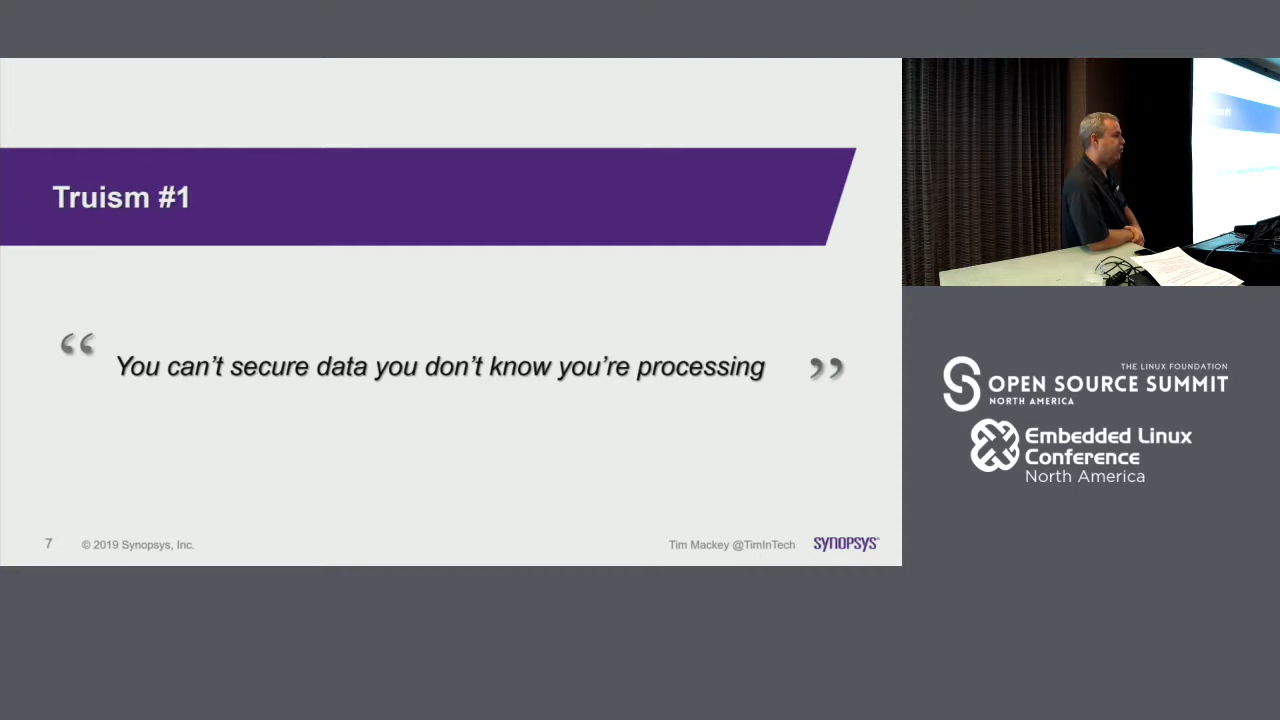 Truism #1
“ You can’t secure data you don’t know you’re processing ”
7 © 2019 Synopsys, Inc. Tim Mackey @TimInTech SYNOPSYS®
THE LINUX FOUNDATION
OPEN SOURCE SUMMIT
NORTH AMERICA
Embedded Linux
Conference
North America